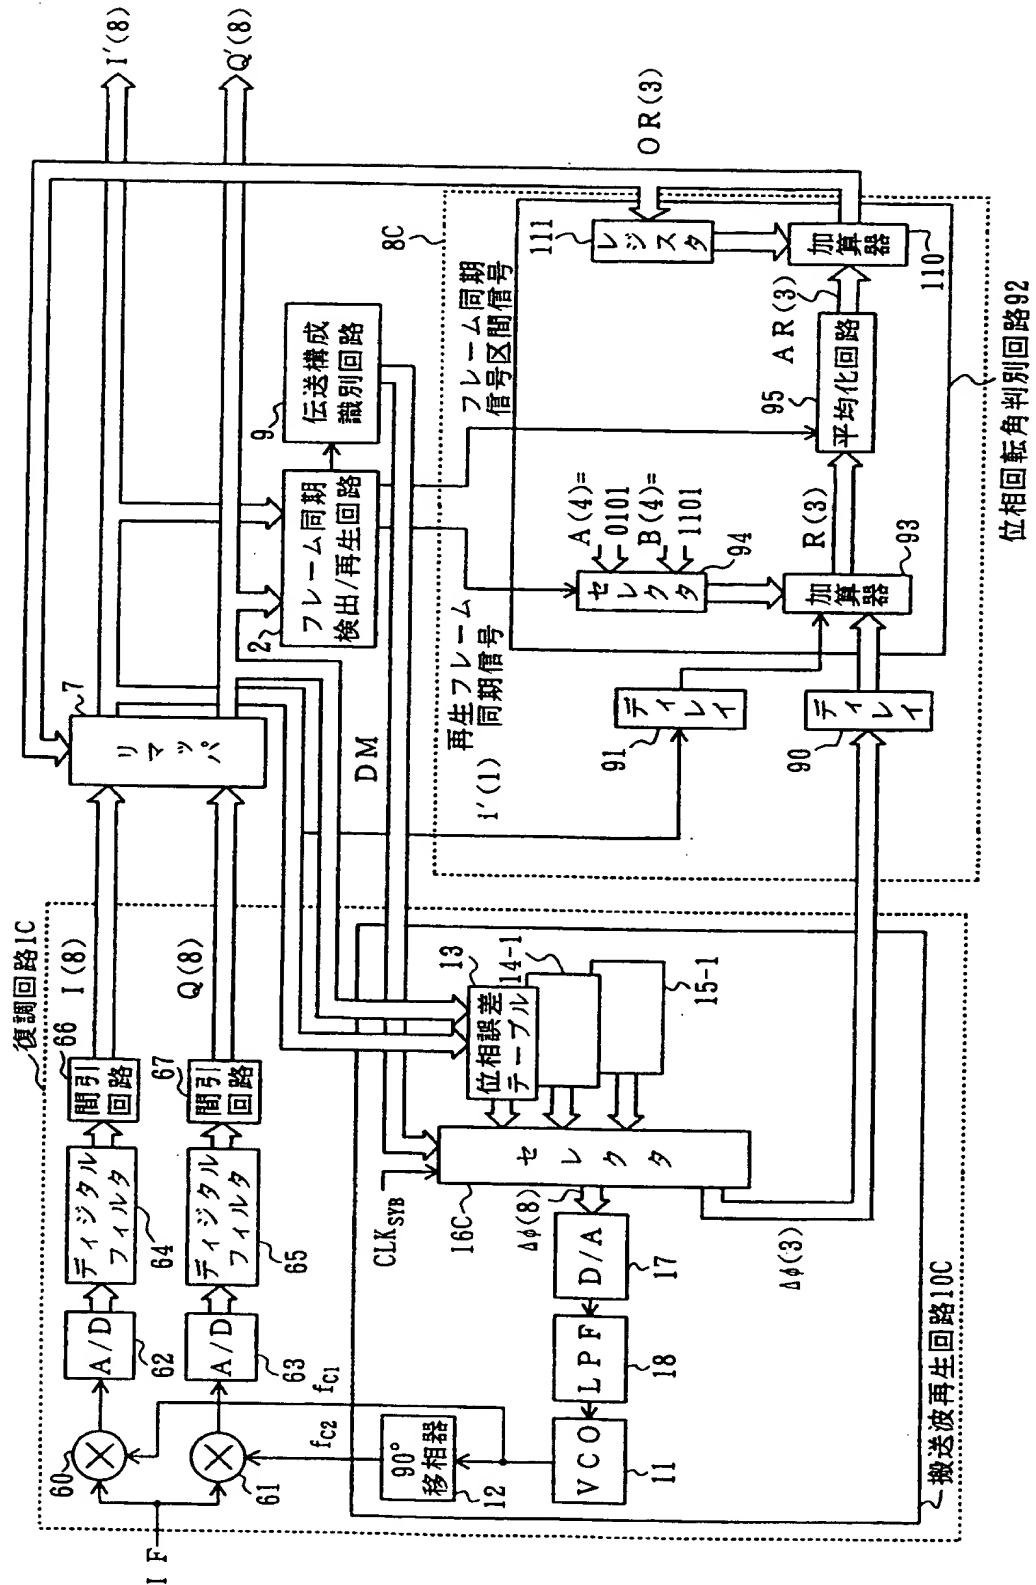 復調回路1C
IF
60
61
A/D
62
A/D
63
ディジタル
フィルタ
64
ディジタル
フィルタ
65
66
間引
回路
67
間引
回路
I(8)
Q(8)
7
リマッパ
I'(8)
Q'(8)
fC1
fC2
90°
移相器
12
VCO
11
LPF
18
D/A
17
Δφ(8)
Δφ(3)
CLKSYB
16C
セレクタ
13
位相誤差
テーブル
14-1
15-1
搬送波再生回路10C
DM
2
フレーム同期
検出/再生回路
9
伝送構成
識別回路
再生フレーム
同期信号
I'(1)
フレーム同期
信号区間信号
8C
ディレイ
91
ディレイ
90
A(4)=
0101
B(4)=
1101
セレクタ
94
加算器
93
R(3)
平均化回路
95
AR(3)
111
レジスタ
OR(3)
加算器
110
位相回転角判別回路92